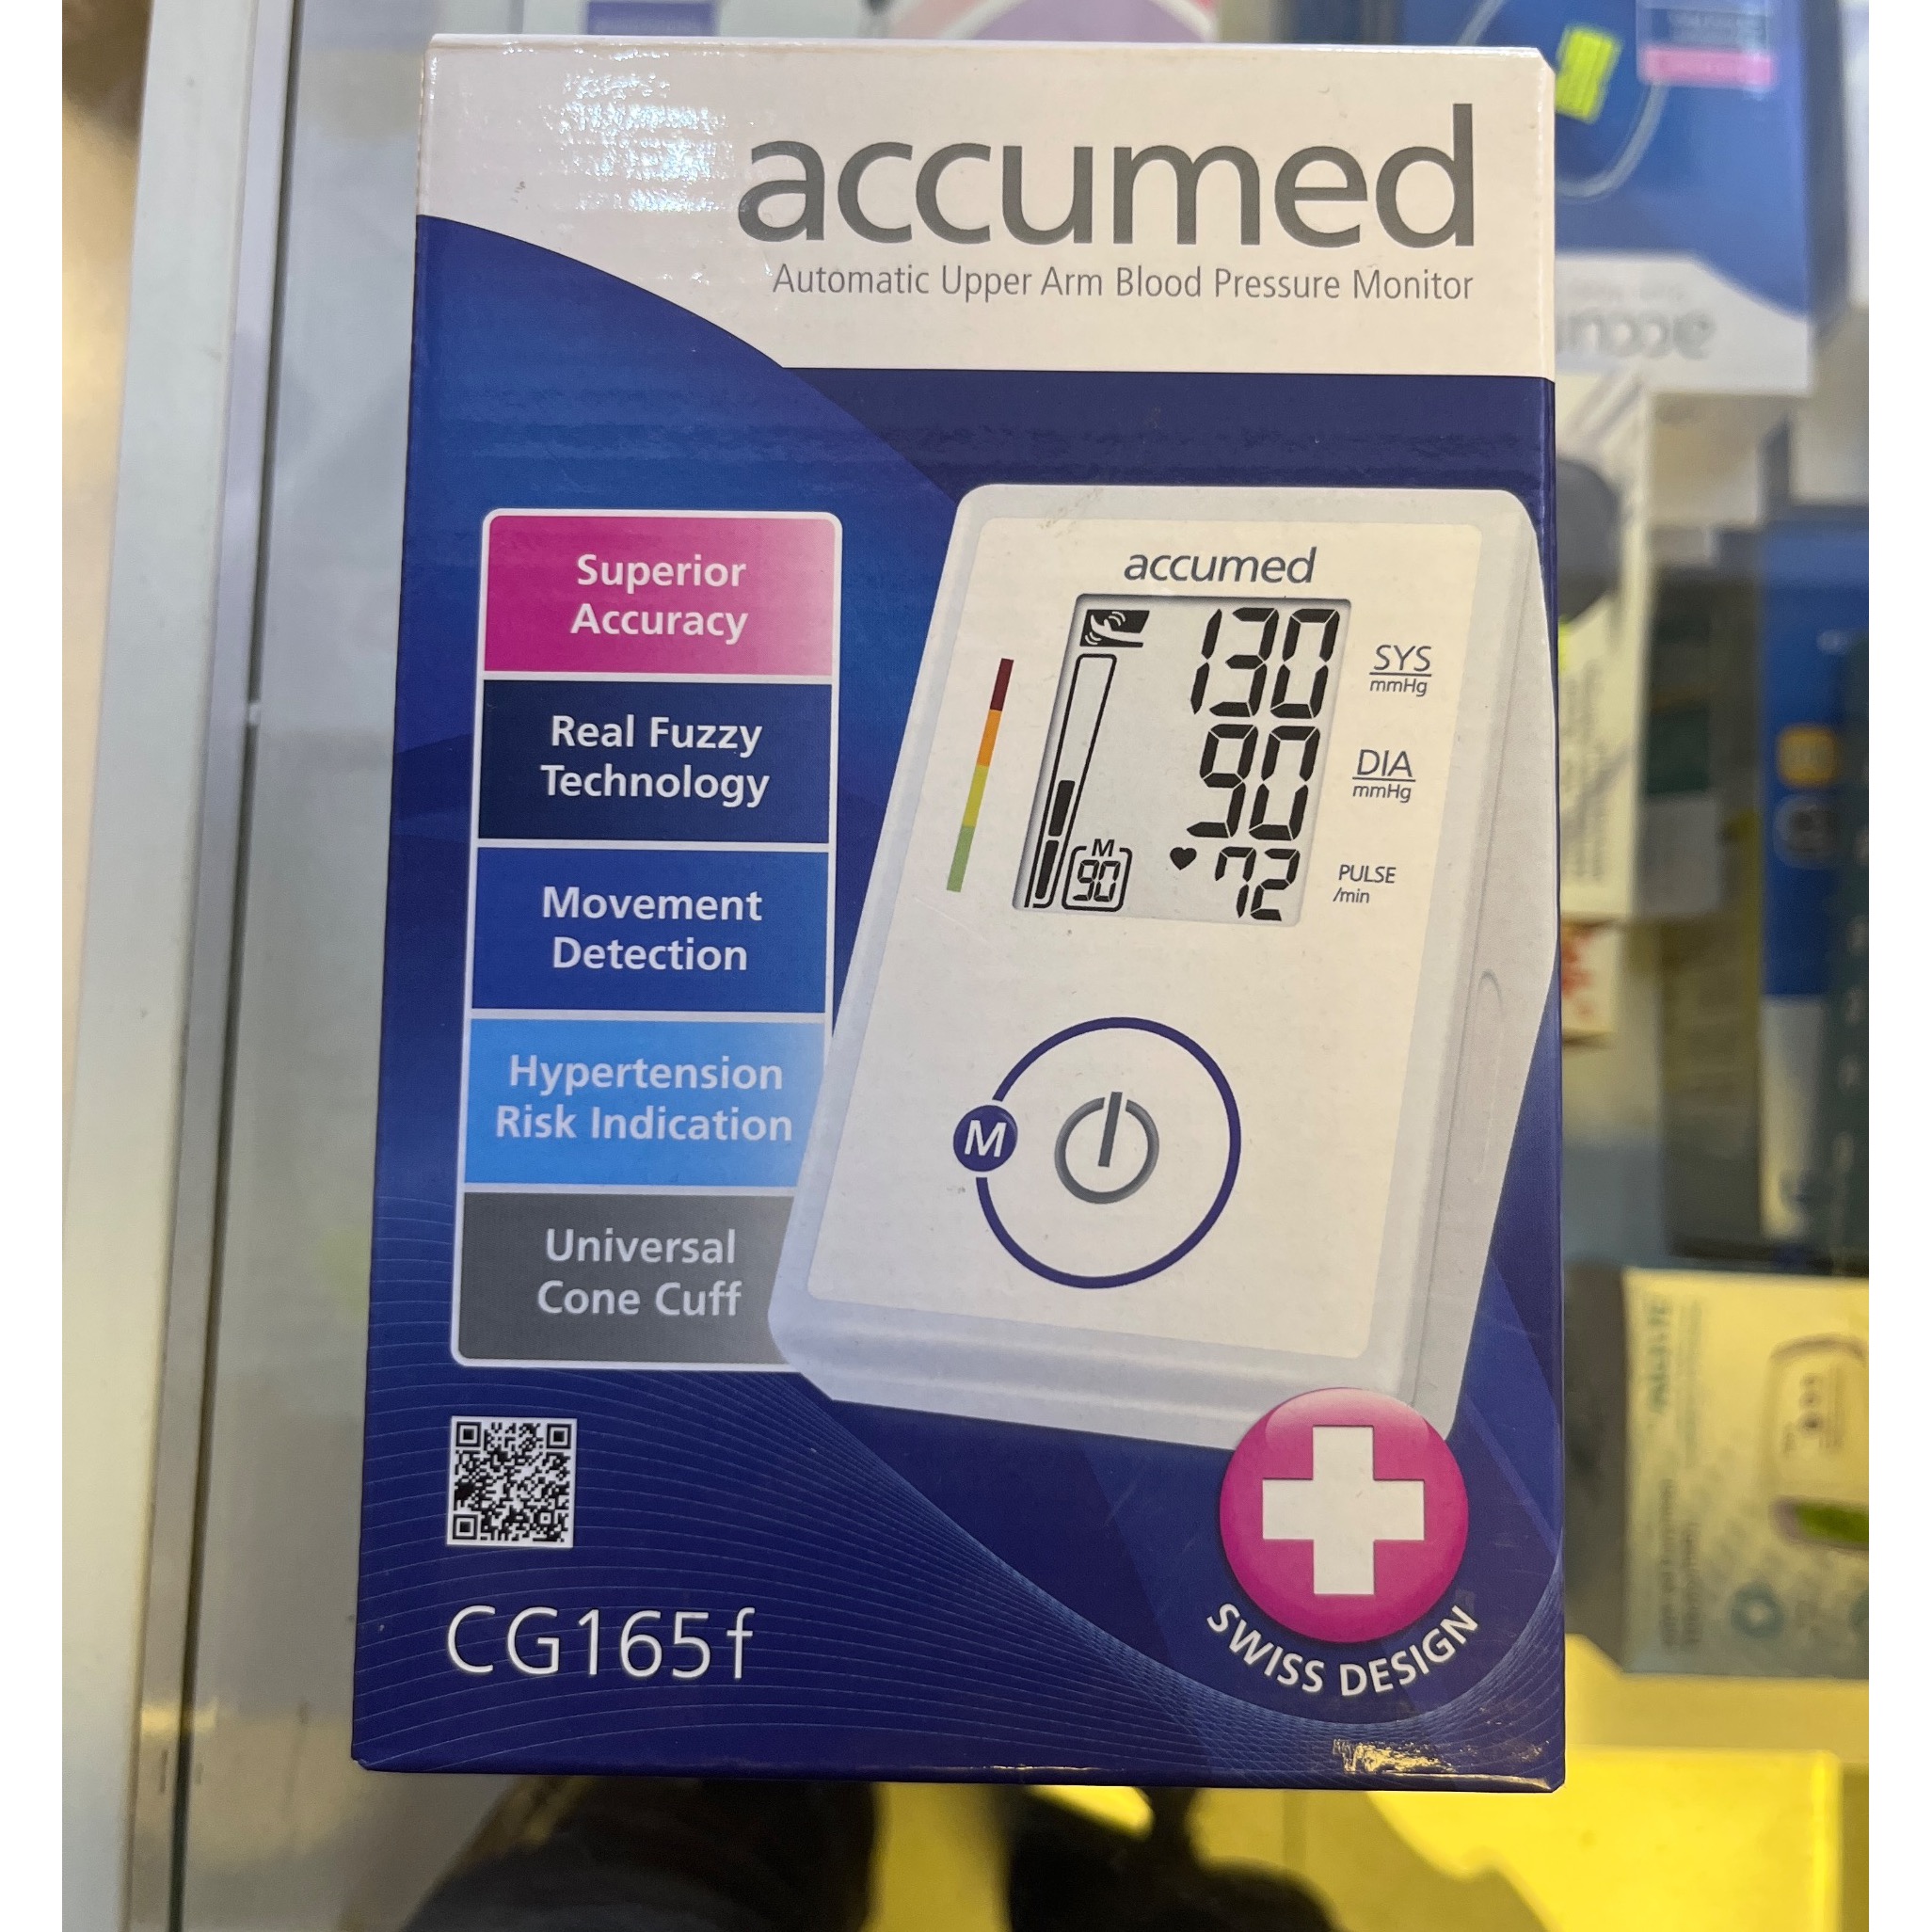 accumed
Automatic Upper Arm Blood Pressure Monitor
Superior
Accuracy
Real Fuzzy
Technology
Movement
Detection
Hypertension
Risk Indication
Universal
Cone Cuff
accumed
130
SYS
mmHg
90
DIA
mmHg
M
90
72
PULSE
/min
M
CG165f
SWISS DESIGN